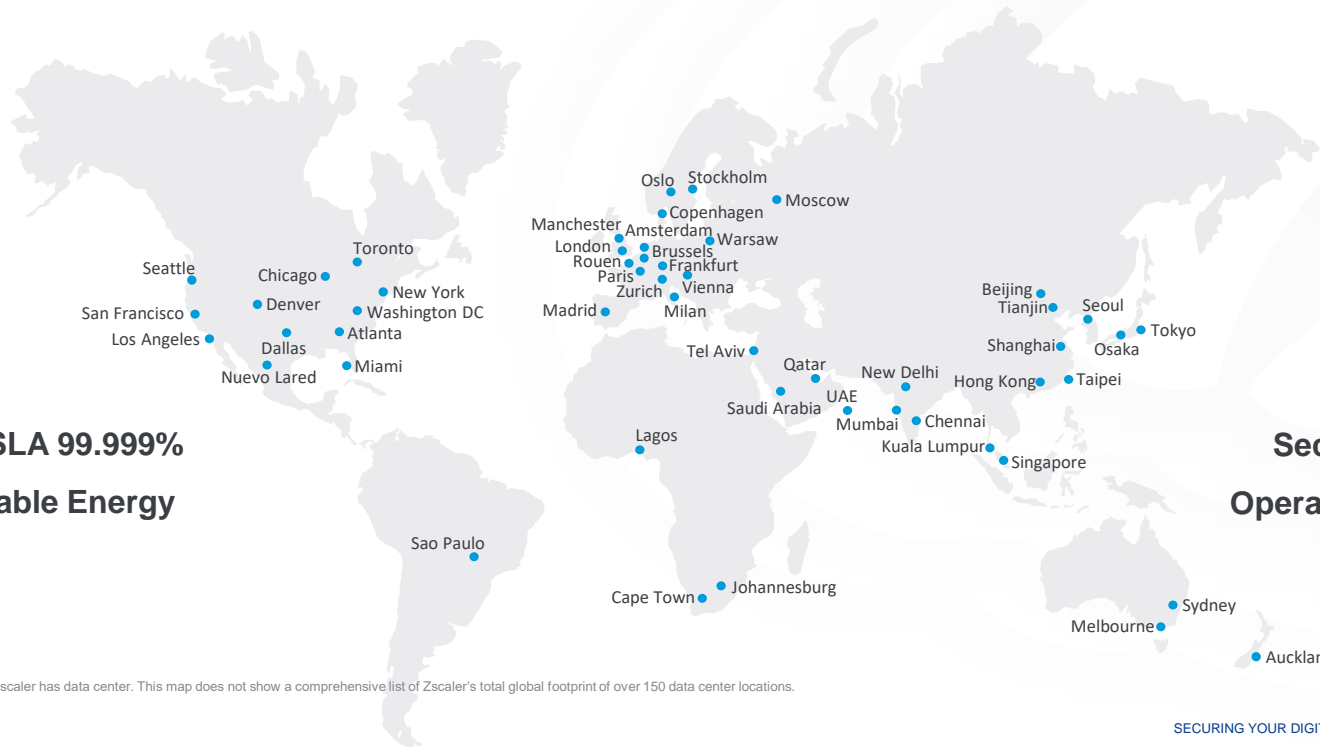 Oslo
Stockholm
Moscow
Copenhagen
Manchester
Amsterdam
Warsaw
London
Brussels
Rouen
Frankfurt
Paris
Zurich
Vienna
Madrid
Milan
Toronto
Seattle
Chicago
New York
Denver
San Francisco
Washington DC
Los Angeles
Atlanta
Dallas
Miami
Nuevo Lared
Beijing
Tianjin
Seoul
Tokyo
Shanghai
Osaka
Tel Aviv
Qatar
New Delhi
Hong Kong
Taipei
Saudi Arabia
UAE
Mumbai
Chennai
Kuala Lumpur
Singapore
Lagos
SLA 99.999%
able Energy
Sec
Opera
Sao Paulo
Johannesburg
Cape Town
Sydney
Melbourne
Aucklan
scaler has data center. This map does not show a comprehensive list of Zscaler’s total global footprint of over 150 data center locations.
SECURING YOUR DIGIT